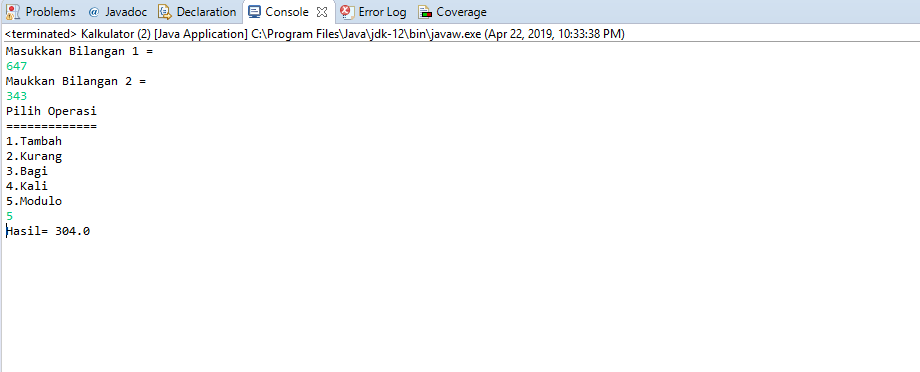 Problems @ Javadoc Declaration Console Error Log Coverage
<terminated> Kalkulator (2) [Java Application] C:\Program Files\Java\jdk-12\bin\javaw.exe (Apr 22, 2019, 10:33:38 PM)
Masukkan Bilangan 1 =
647
Maukkan Bilangan 2 =
343
Pilih Operasi
=============
1.Tambah
2.Kurang
3.Bagi
4.Kali
5.Modulo
5
Hasil= 304.0